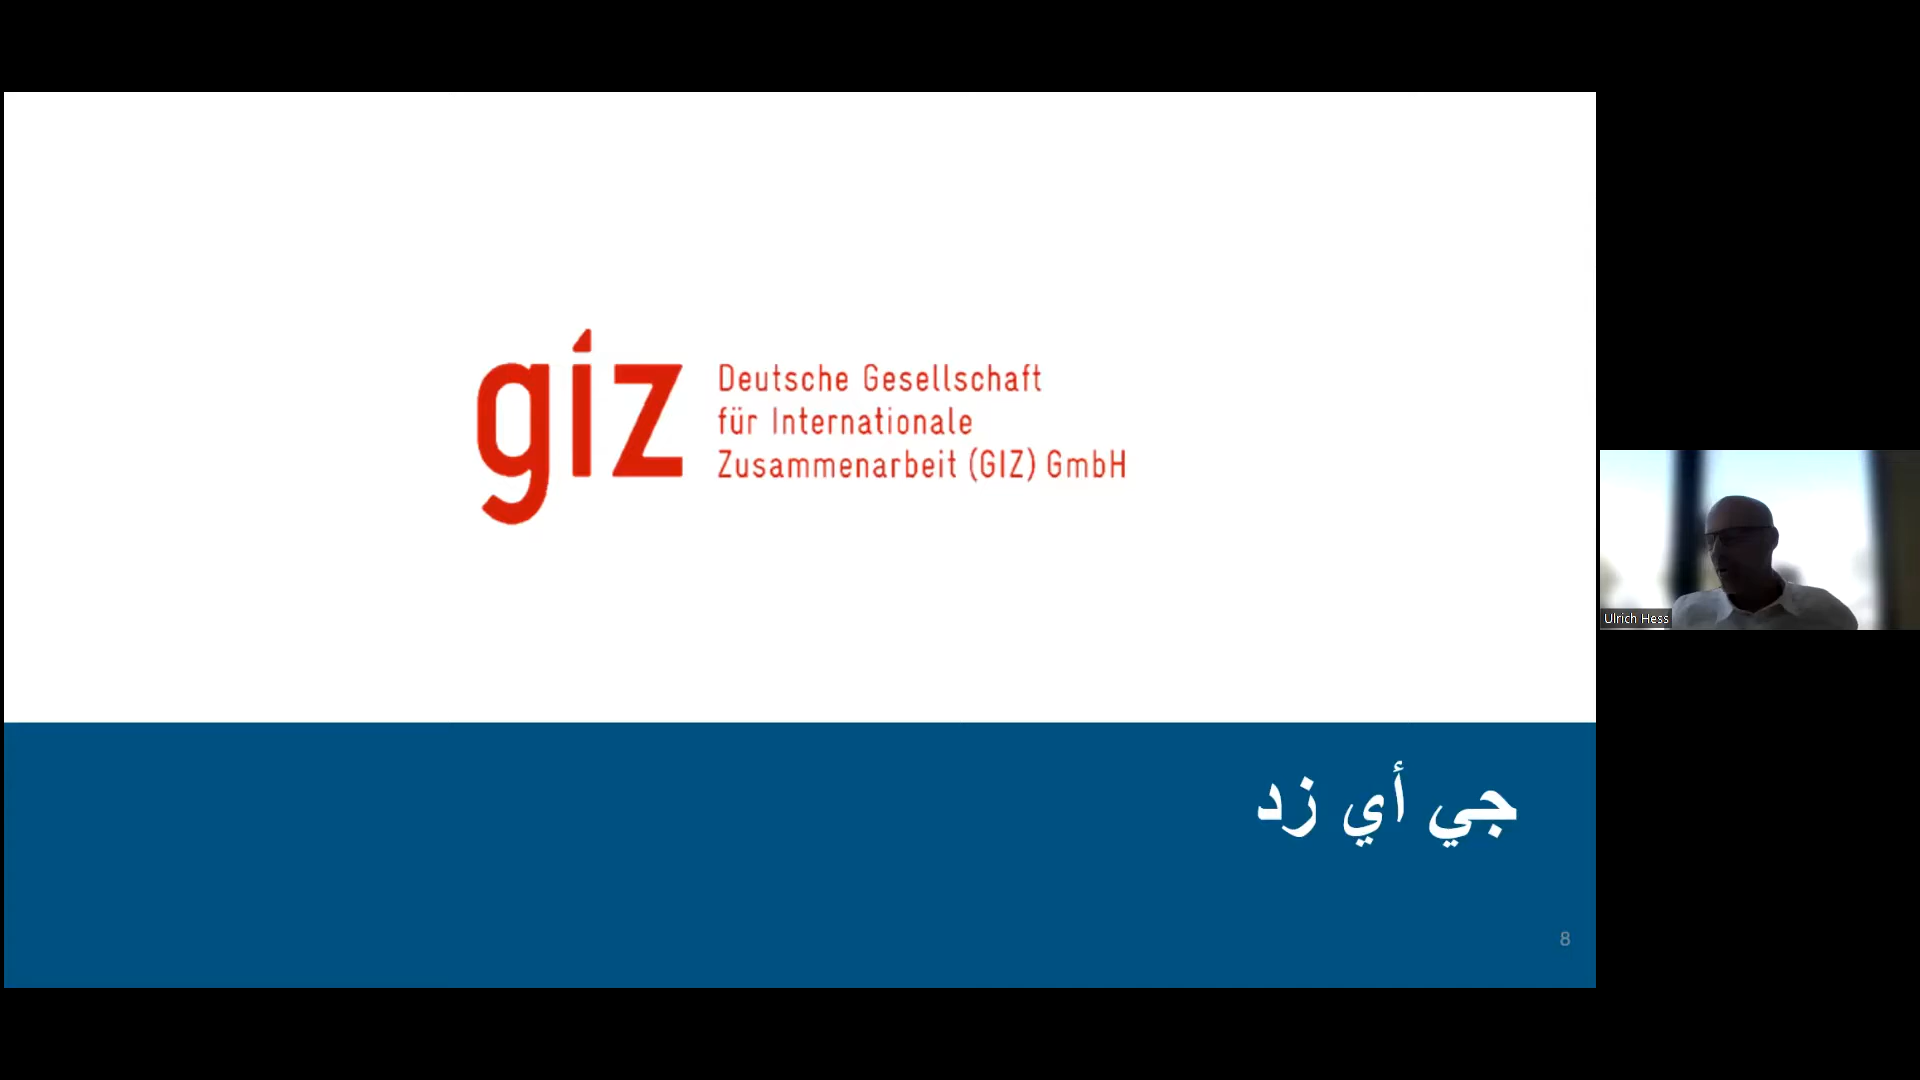 giz
Deutsche Gesellschaft
für Internationale
Zusammenarbeit (GIZ) GmbH
Ulrich Hess
جي أي زد
8